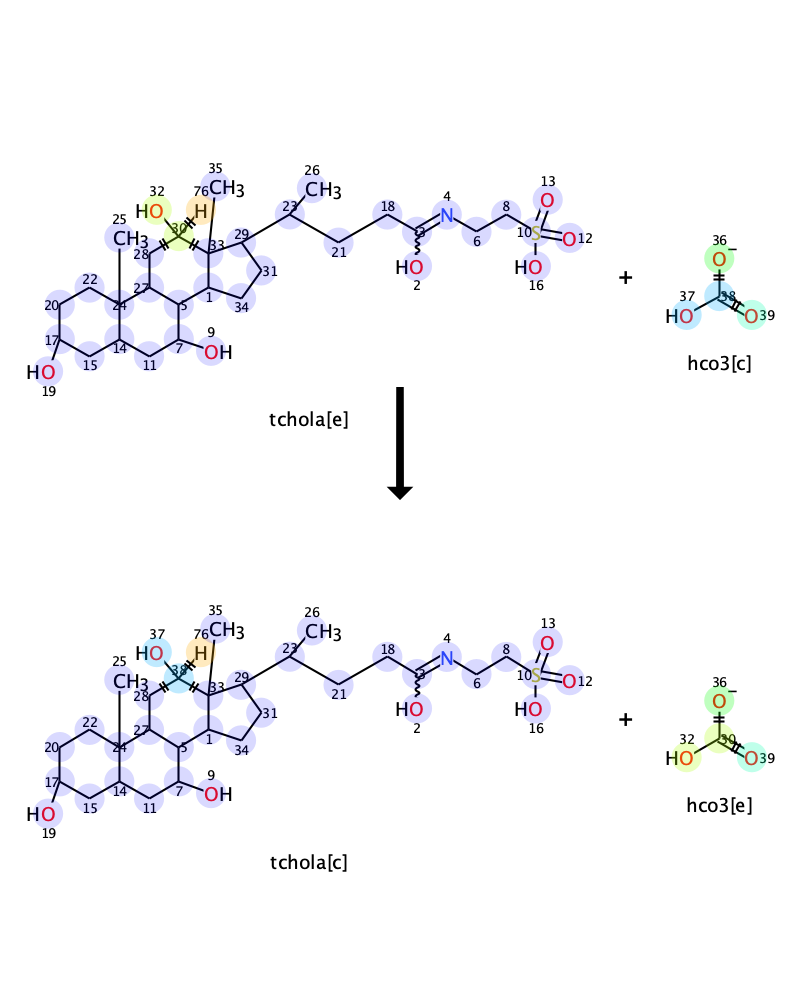 35
26
13
32
76
CH3
CH3
18
4
8
O
HO
H
23
N
25
30
29
10
S
O
12
36
CH3
28
33
21
3
6
O−
22
27
31
HO
HO
+
37
38
20
24
5
1
34
2
16
HO
O
39
17
14
7
9
OH
15
11
HO
19
hco3[c]
tchola[e]
35
26
13
37
76
CH3
CH3
18
4
8
O
HO
H
23
N
25
38
29
10
S
O
12
36
CH3
28
33
21
3
6
O−
22
27
31
HO
HO
+
32
30
20
24
5
1
34
2
16
HO
O
39
17
14
7
9
OH
15
11
HO
19
hco3[e]
tchola[c]